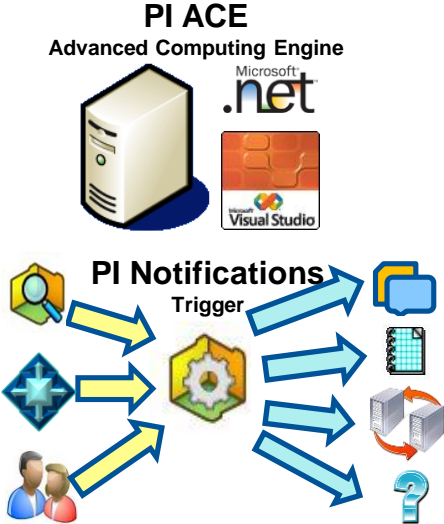 PI ACE
Advanced Computing Engine
Microsoft
.net
Microsoft
Visual Studio
PI Notifications
Trigger
?